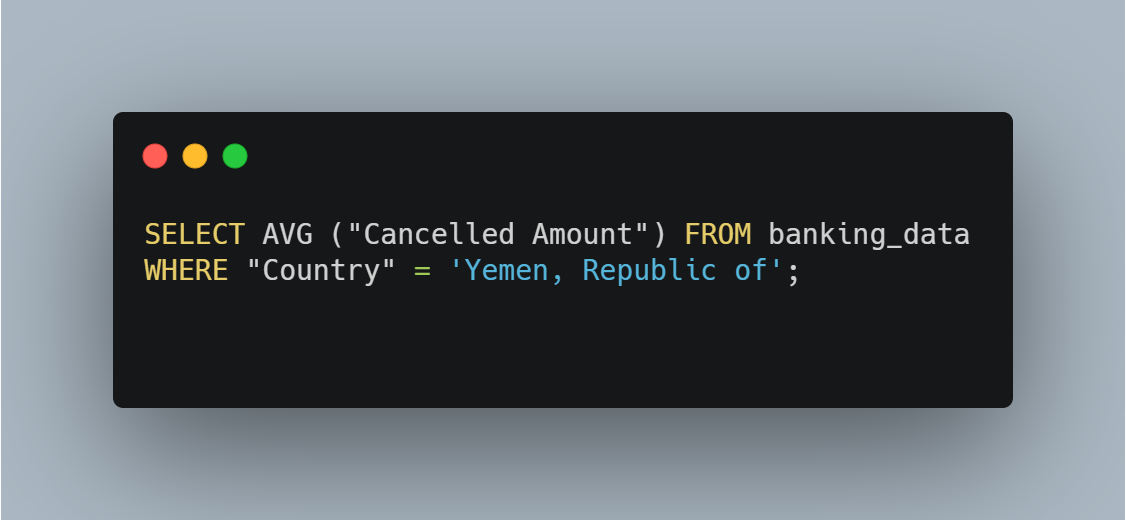 SELECT AVG ("Cancelled Amount") FROM banking_data
WHERE "Country" = 'Yemen, Republic of';